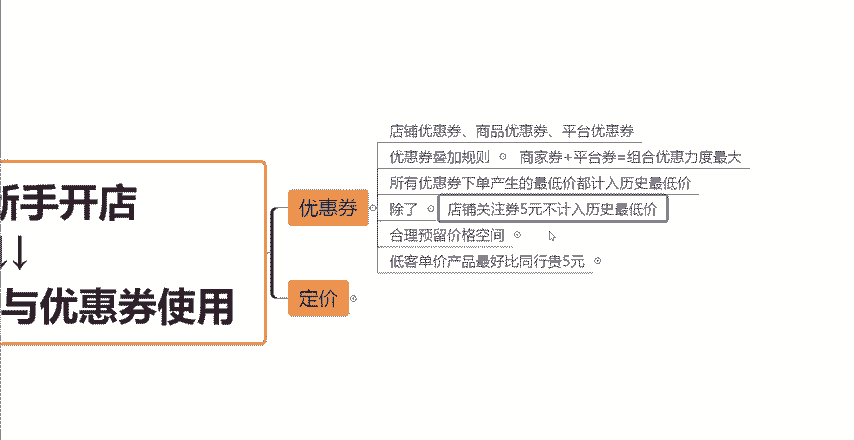 新手开店
↓↓
与优惠券使用
优惠券
店铺优惠券、商品优惠券、平台优惠券
优惠券叠加规则 商家券+平台券=组合优惠力度最大
所有优惠券下单产生的最低价都计入历史最低价
除了 店铺关注券5元不计入历史最低价
合理预留价格空间
低客单价产品最好比同行贵5元
定价